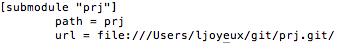 [submodule "prj"]
path = prj
url = file:///Users/ljoyeux/git/prj.git/